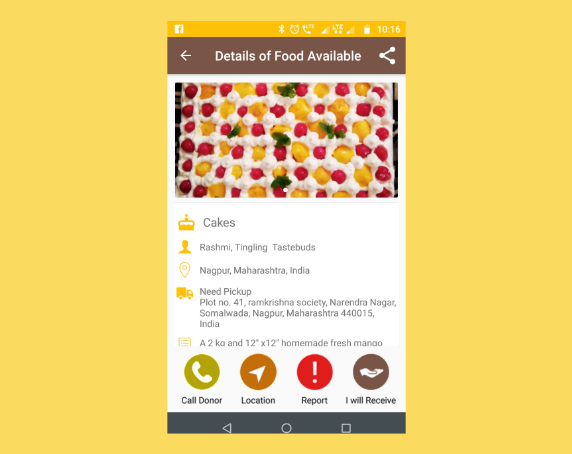 LTE LTE 10:16
Details of Food Available
Cakes
Rashmi, Tingling Tastebuds
Nagpur, Maharashtra, India
Need Pickup
Plot no. 41, ramkrishna society, Narendra Nagar,
Somalwada, Nagpur, Maharashtra 440015,
India
A 2 kg and 12" x12" homemade fresh mango
Call Donor Location Report I will Receive